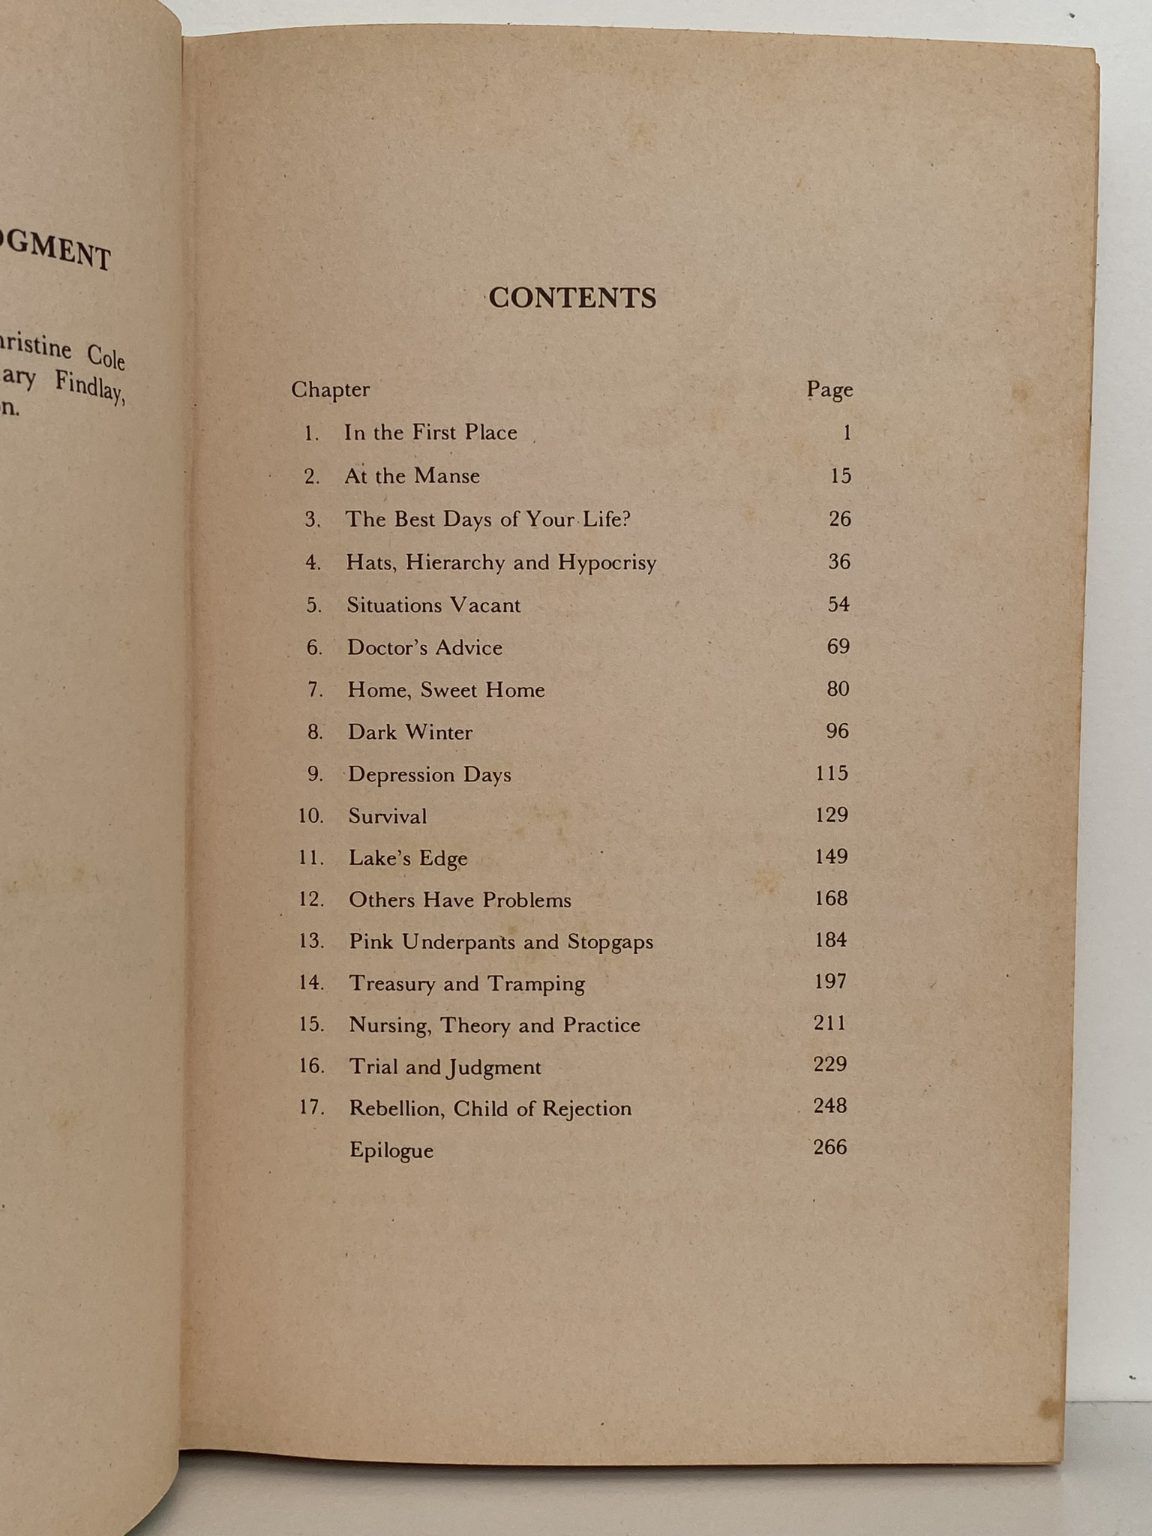 Cole
Findlay,
CONTENTS
Chapter Page
1. In the First Place 1
2. At the Manse 15
3. The Best Days of Your Life? 26
4. Hats, Hierarchy and Hypocrisy 36
5. Situations Vacant 54
6. Doctor's Advice 69
7. Home, Sweet Home 80
8. Dark Winter 96
9. Depression Days 115
10. Survival 129
11. Lake's Edge 149
12. Others Have Problems 168
13. Pink Underpants and Stopgaps 184
14. Treasury and Tramping 197
15. Nursing, Theory and Practice 211
16. Trial and Judgment 229
17. Rebellion, Child of Rejection 248
Epilogue 266